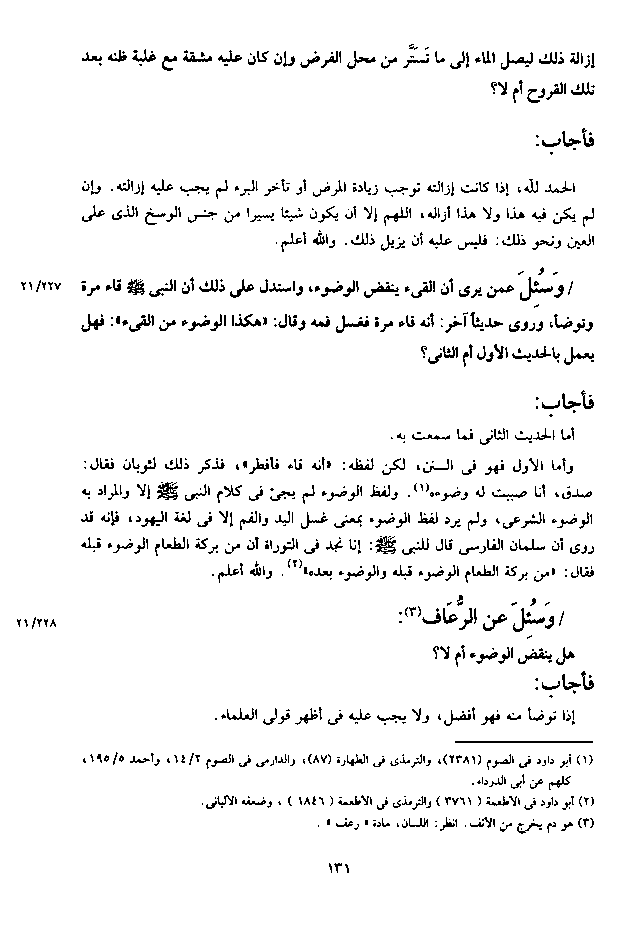 إزالة ذلك ليصل الماء إلى ما تَسَتَّر من محل الفرض وإن كان عليه مشقة مع غلبة ظنه بعد
تلك القروح أم لا؟
فأجاب:
الحمد لله، إذا كانت إزالته توجب زيادة المرض أو تأخر البرء لم يجب عليه إزالته. وإن
لم يكن فيه هذا ولا هذا أزاله، اللهم إلا أن يكون شيئا يسيرا من جنس الوسخ الذى على
العين ونحو ذلك: فليس عليه أن يزيل ذلك. والله أعلم.
/ وَسُئِلَ عمن يرى أن القىء ينقض الوضوء، واستدل على ذلك أن النبى ﷺ قاء مرة ٢١/٢٢٧
وتوضأ، وروى حديثاً آخر: أنه قاء مرة فغسل فمه وقال: «هكذا الوضوء من القىء»: فهل
يعمل بالحديث الأول أم الثانى؟
فأجاب:
أما الحديث الثانى فما سمعت به.
وأما الأول فهو فى السنن، لكن لفظه: «أنه قاء فأفطر»، فذكر ذلك لثوبان فقال:
صدق، أنا صببت له وضوءه(١). ولفظ الوضوء لم يجئ فى كلام النبى ﷺ إلا والمراد به
الوضوء الشرعى، ولم يرد لفظ الوضوء بمعنى غسل اليد والفم إلا فى لغة اليهود، فإنه قد
روى أن سلمان الفارسى قال للنبى ﷺ: إنا نجد فى التوراة أن من بركة الطعام الوضوء قبله
فقال: «من بركة الطعام الوضوء قبله والوضوء بعده»(٢). والله أعلم.
/ وَسُئِلَ عن الرُّعَاف(٣): ٢١/٢٢٨
هل ينقض الوضوء أم لا؟
فأجاب:
إذا توضأ منه فهو أفضل، ولا يجب عليه فى أظهر قولى العلماء.
(١) أبو داود فى الصوم (٢٣٨١)، والترمذى فى الطهارة (٨٧)، والدارمى فى الصوم ١٤/٢، وأحمد ١٩٥/٥،
كلهم عن أبى الدرداء.
(٢) أبو داود فى الأطعمة (٣٧٦١) والترمذى فى الأطعمة (١٨٤٦)، وضعفه الألبانى.
(٣) هو دم يخرج من الأنف. انظر: اللسان، مادة «رعف».
١٣١